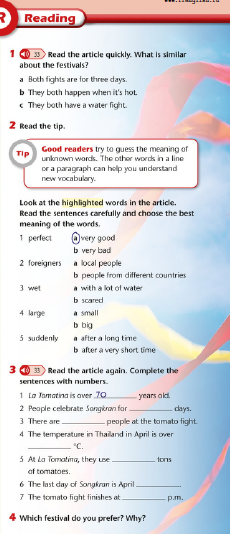 R Reading
1 33 Read the article quickly. What is similar
about the festivals?
a Both fights are for three days.
b They both happen when it's hot.
c They both have a water fight.
2 Read the tip.
Tip
Good readers try to guess the meaning of
unknown words. The other words in a line
or a paragraph can help you understand
new vocabulary.
Look at the highlighted words in the article.
Read the sentences carefully and choose the best
meaning of the words.
1 perfect a very good
b very bad
2 foreigners a local people
b people from different countries
3 wet a with a lot of water
b scared
4 large a small
b big
5 suddenly a after a long time
b after a very short time
3 33 Read the article again. Complete the
sentences with numbers.
1 La Tomatina is over 70 years old.
2 People celebrate Songkran for ______ days.
3 There are ______ people at the tomato fight.
4 The temperature in Thailand in April is over
______ °C.
5 At La Tomatina, they use ______ tons
of tomatoes.
6 The last day of Songkran is April ______
7 The tomato fight finishes at ______ p.m.
4 Which festival do you prefer? Why?